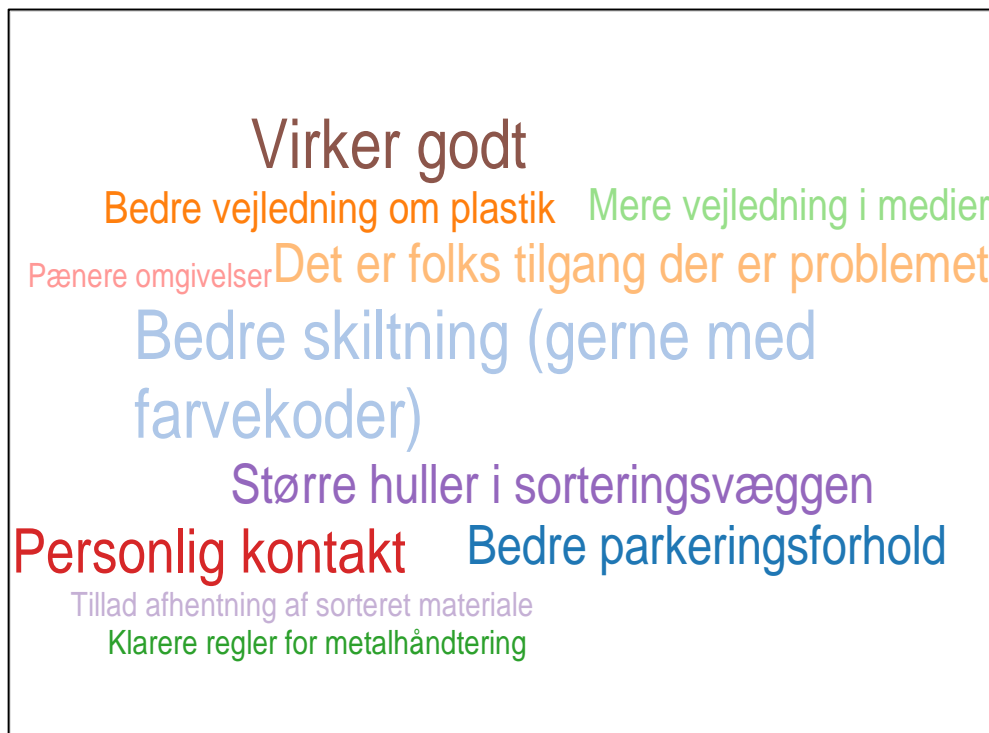 Virker godt
Bedre vejledning om plastik
Mere vejledning i medier
Pænere omgivelser
Det er folks tilgang der er problemet
Bedre skiltning (gerne med
farvekoder)
Større huller i sorteringsvæggen
Personlig kontakt
Bedre parkeringsforhold
Tillad afhentning af sorteret materiale
Klarere regler for metalhåndtering